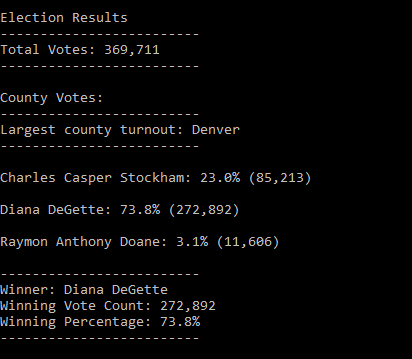 Election Results
-------------------------
Total Votes: 369,711
-------------------------
County Votes:
-------------------------
Largest county turnout: Denver
-------------------------
Charles Casper Stockham: 23.0% (85,213)
Diana DeGette: 73.8% (272,892)
Raymon Anthony Doane: 3.1% (11,606)
-------------------------
Winner: Diana DeGette
Winning Vote Count: 272,892
Winning Percentage: 73.8%
-------------------------